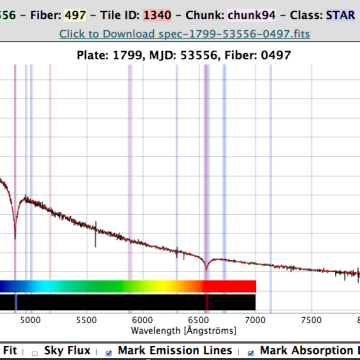 556 – Fiber: 497 – Tile ID: 1340 – Chunk: chunk94 – Class: STAR
Click to Download spec-1799-53556-0497.fits
Plate: 1799, MJD: 53556, Fiber: 0497
5000 5500 6000 6500 7000 7500
Wavelength [Ångströms]
Fit | Sky Flux | Mark Emission Lines | Mark Absorption